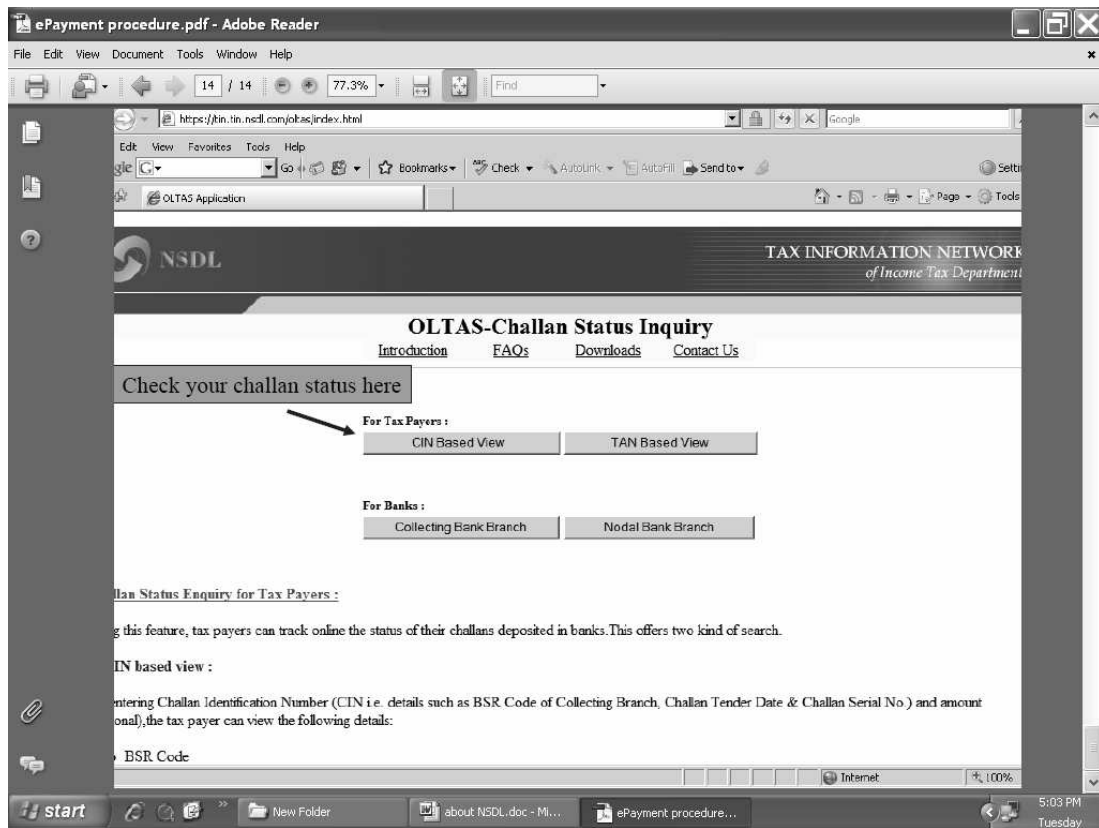 ePayment procedure.pdf - Adobe Reader
File Edit View Document Tools Window Help
14 / 14 77.3% Find
https://tin.tin.nsdl.com/oltas/index.html Google
Edit View Favorites Tools Help
gle G Go Bookmarks Check AutoLink AutoFill Send to Setti
OLTAS Application Page Tools
NSDL
TAX INFORMATION NETWORK
of Income Tax Department
OLTAS-Challan Status Inquiry
Introduction FAQs Downloads Contact Us
Check your challan status here
For Tax Payers :
CIN Based View TAN Based View
For Banks :
Collecting Bank Branch Nodal Bank Branch
llan Status Enquiry for Tax Payers :
g this feature, tax payers can track online the status of their challans deposited in banks.This offers two kind of search.
IN based view :
ntering Challan Identification Number (CIN i.e. details such as BSR Code of Collecting Branch, Challan Tender Date & Challan Serial No.) and amount
onal),the tax payer can view the following details:
BSR Code
Internet 100%
start New Folder about NSDL.doc - Mi... ePayment procedure... 5:03 PM
Tuesday